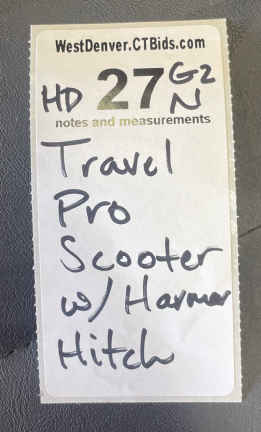 WestDenver.CTBids.com
HD 27 G2
N
notes and measurements
Travel
Pro
Scooter
w/ Harmar
Hitch